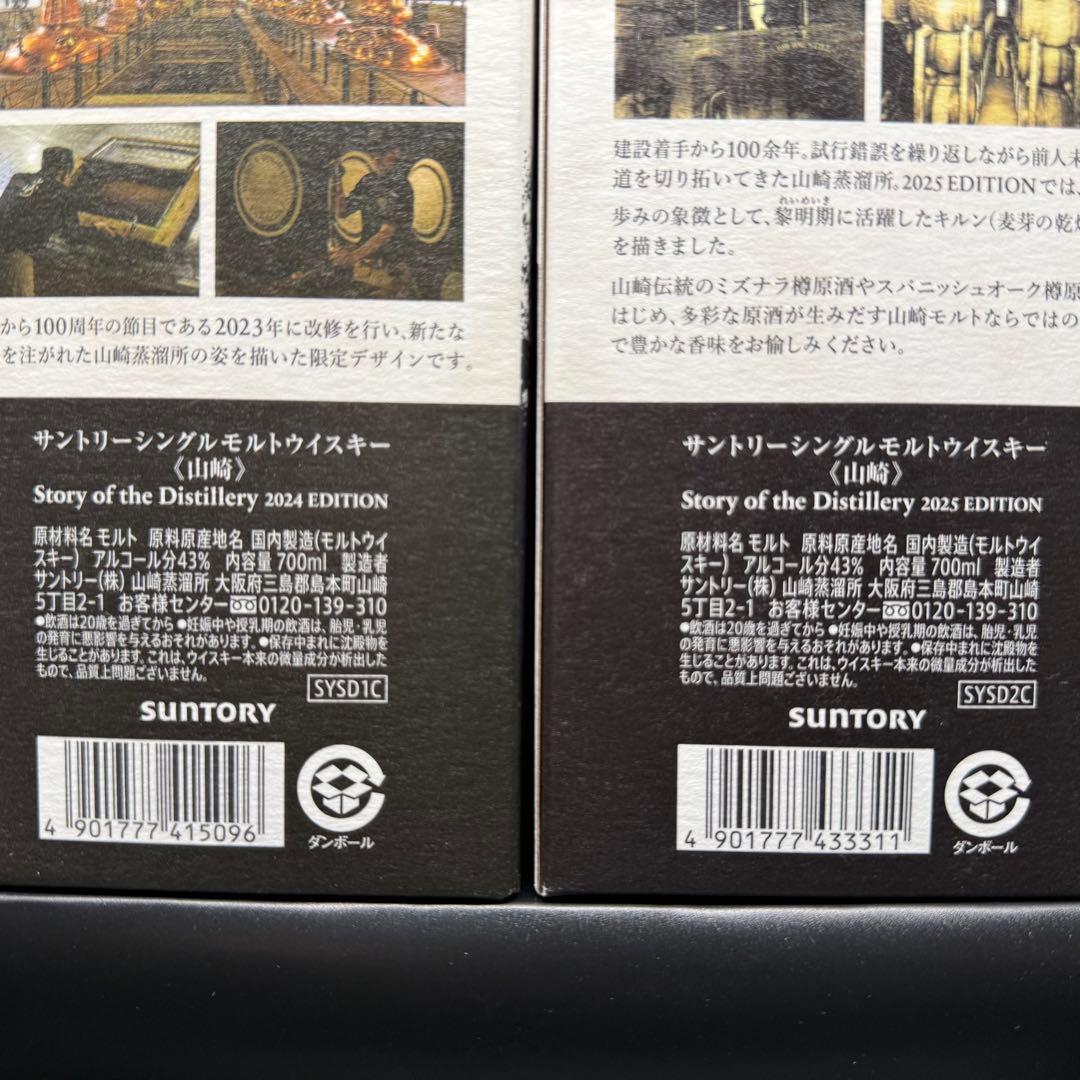 から100周年の節目である2023年に改修を行い、新たな
を注がれた山崎蒸溜所の姿を描いた限定デザインです。
サントリーシングルモルトウイスキー
《山崎》
Story of the Distillery 2024 EDITION
原材料名 モルト 原料原産地名 国内製造(モルトウイ
スキー) アルコール分43% 内容量 700ml 製造者
サントリー(株) 山崎蒸溜所 大阪府三島郡島本町山崎
5丁目2-1 お客様センター 0120-139-310
●飲酒は20歳を過ぎてから ●妊娠中や授乳期の飲酒は、胎児・乳児
の発育に悪影響を与えるおそれがあります。 ●保存中まれに沈殿物を
生じることがあります。これは、ウイスキー本来の微量成分が析出した
もので、品質上問題ございません。
SYSD1C
SUNTORY
4 901777 415096
ダンボール
建設着手から100余年。試行錯誤を繰り返しながら前人未
道を切り拓いてきた山崎蒸溜所。2025 EDITIONでは、
れいめいき
歩みの象徴として、黎明期に活躍したキルン(麦芽の乾燥
を描きました。
山崎伝統のミズナラ樽原酒やスパニッシュオーク樽原
はじめ、多彩な原酒が生みだす山崎モルトならではの
で豊かな香味をお愉しみください。
サントリーシングルモルトウイスキー
《山崎》
Story of the Distillery 2025 EDITION
原材料名 モルト 原料原産地名 国内製造(モルトウイ
スキー) アルコール分43% 内容量 700ml 製造者
サントリー(株) 山崎蒸溜所 大阪府三島郡島本町山崎
5丁目2-1 お客様センター 0120-139-310
●飲酒は20歳を過ぎてから ●妊娠中や授乳期の飲酒は、胎児・乳児
の発育に悪影響を与えるおそれがあります。 ●保存中まれに沈殿物を
生じることがあります。これは、ウイスキー本来の微量成分が析出した
もので、品質上問題ございません。
SYSD2C
SUNTORY
4 901777 433311
ダンボール